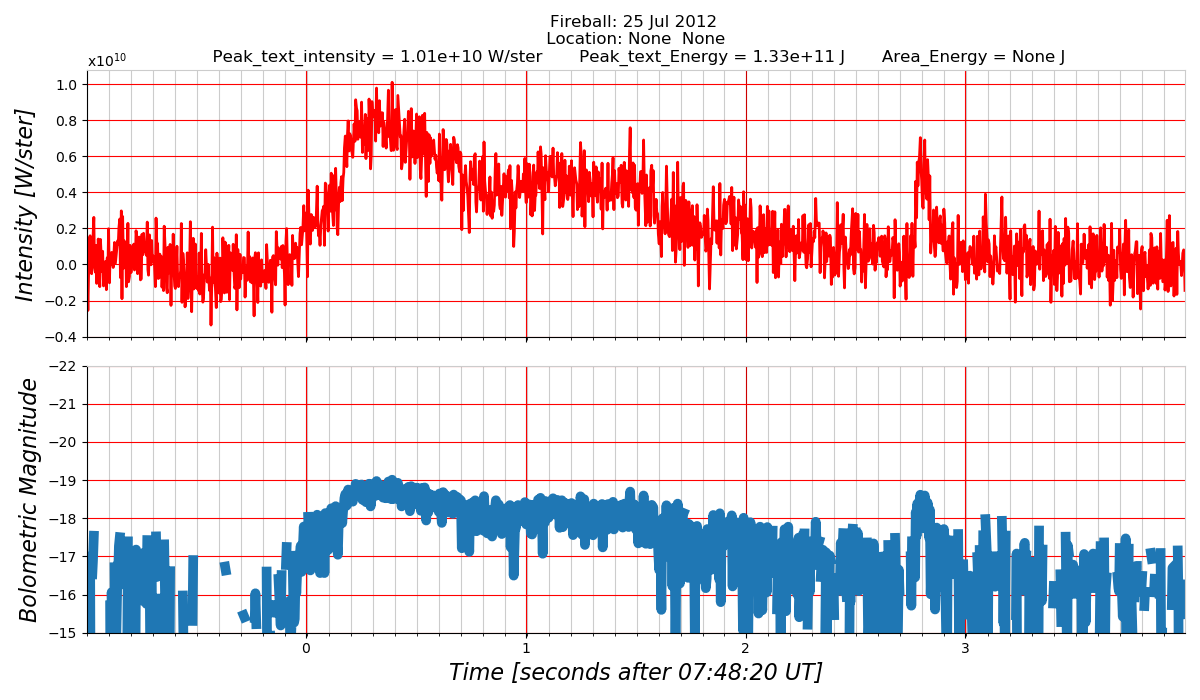 Fireball: 25 Jul 2012
Location: None  None
Peak_text_intensity = 1.01e+10 W/ster   Peak_text_Energy = 1.33e+11 J   Area_Energy = None J
x10¹⁰
1.0
0.8
0.6
0.4
0.2
0.0
−0.2
−0.4
Intensity [W/ster]
−22
−21
−20
−19
−18
−17
−16
−15
Bolometric Magnitude
0 1 2 3
Time [seconds after 07:48:20 UT]